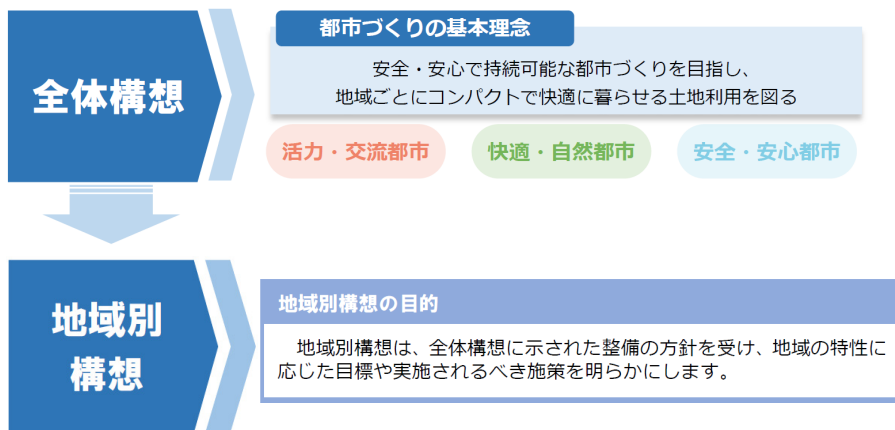 全体構想
都市づくりの基本理念
安全・安心で持続可能な都市づくりを目指し、
地域ごとにコンパクトで快適に暮らせる土地利用を図る
活力・交流都市
快適・自然都市
安全・安心都市
地域別
構想
地域別構想の目的
地域別構想は、全体構想に示された整備の方針を受け、地域の特性に
応じた目標や実施されるべき施策を明らかにします。